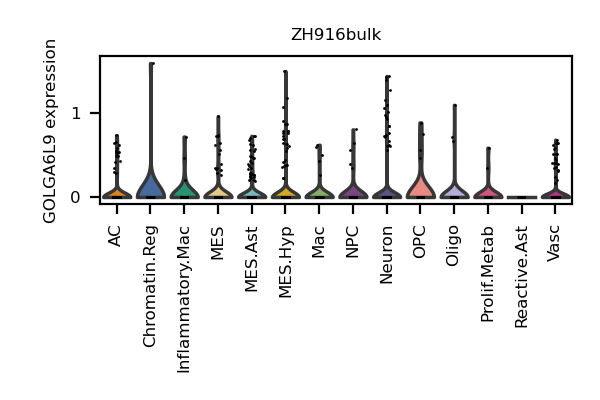 ZH916bulk
GOLGA6L9 expression
1
0
AC
Chromatin.Reg
Inflammatory.Mac
MES
MES.Ast
MES.Hyp
Mac
NPC
Neuron
OPC
Oligo
Prolif.Metab
Reactive.Ast
Vasc